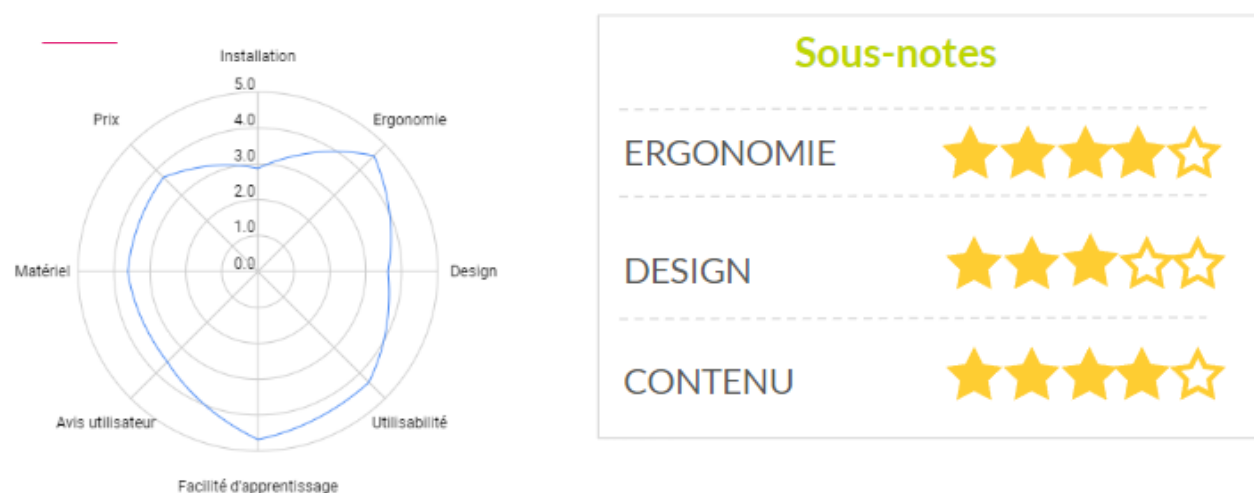 Installation
5.0
Prix
4.0
Ergonomie
3.0
2.0
1.0
Matériel
0.0
Design
Avis utilisateur
Utilisabilité
Facilité d'apprentissage
Sous-notes
ERGONOMIE
DESIGN
CONTENU